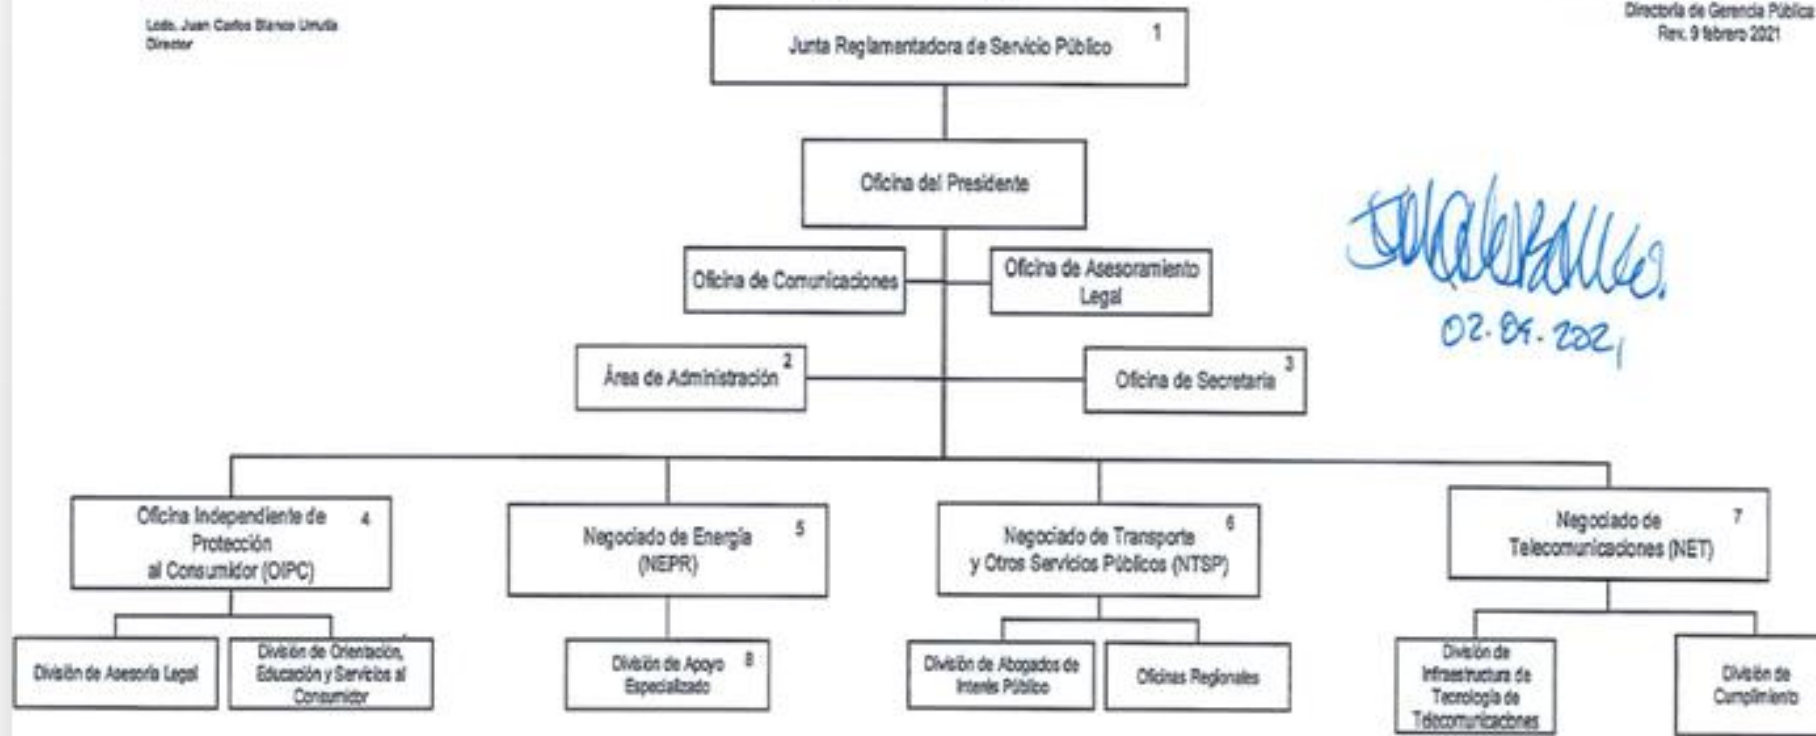 Lcdo. Juan Carlos Blanco Urrutia
Director
Directoría de Gerencia Pública
Rev. 9 febrero 2021
Junta Reglamentadora de Servicio Público 1
Oficina del Presidente
Oficina de Comunicaciones
Oficina de Asesoramiento
Legal
02.09.2021
Área de Administración 2
Oficina de Secretaria 3
Oficina Independiente de 4
Protección
al Consumidor (OIPC)
Negociado de Energía 5
(NEPR)
Negociado de Transporte 6
y Otros Servicios Públicos (NTSP)
Negociado de 7
Telecomunicaciones (NET)
División de Asesoría Legal
División de Orientación,
Educación y Servicios al
Consumidor
División de Apoyo 8
Especializado
División de Abogados de
Interés Público
Oficinas Regionales
División de
Infraestructura de
Tecnología de
Telecomunicaciones
División de
Cumplimiento